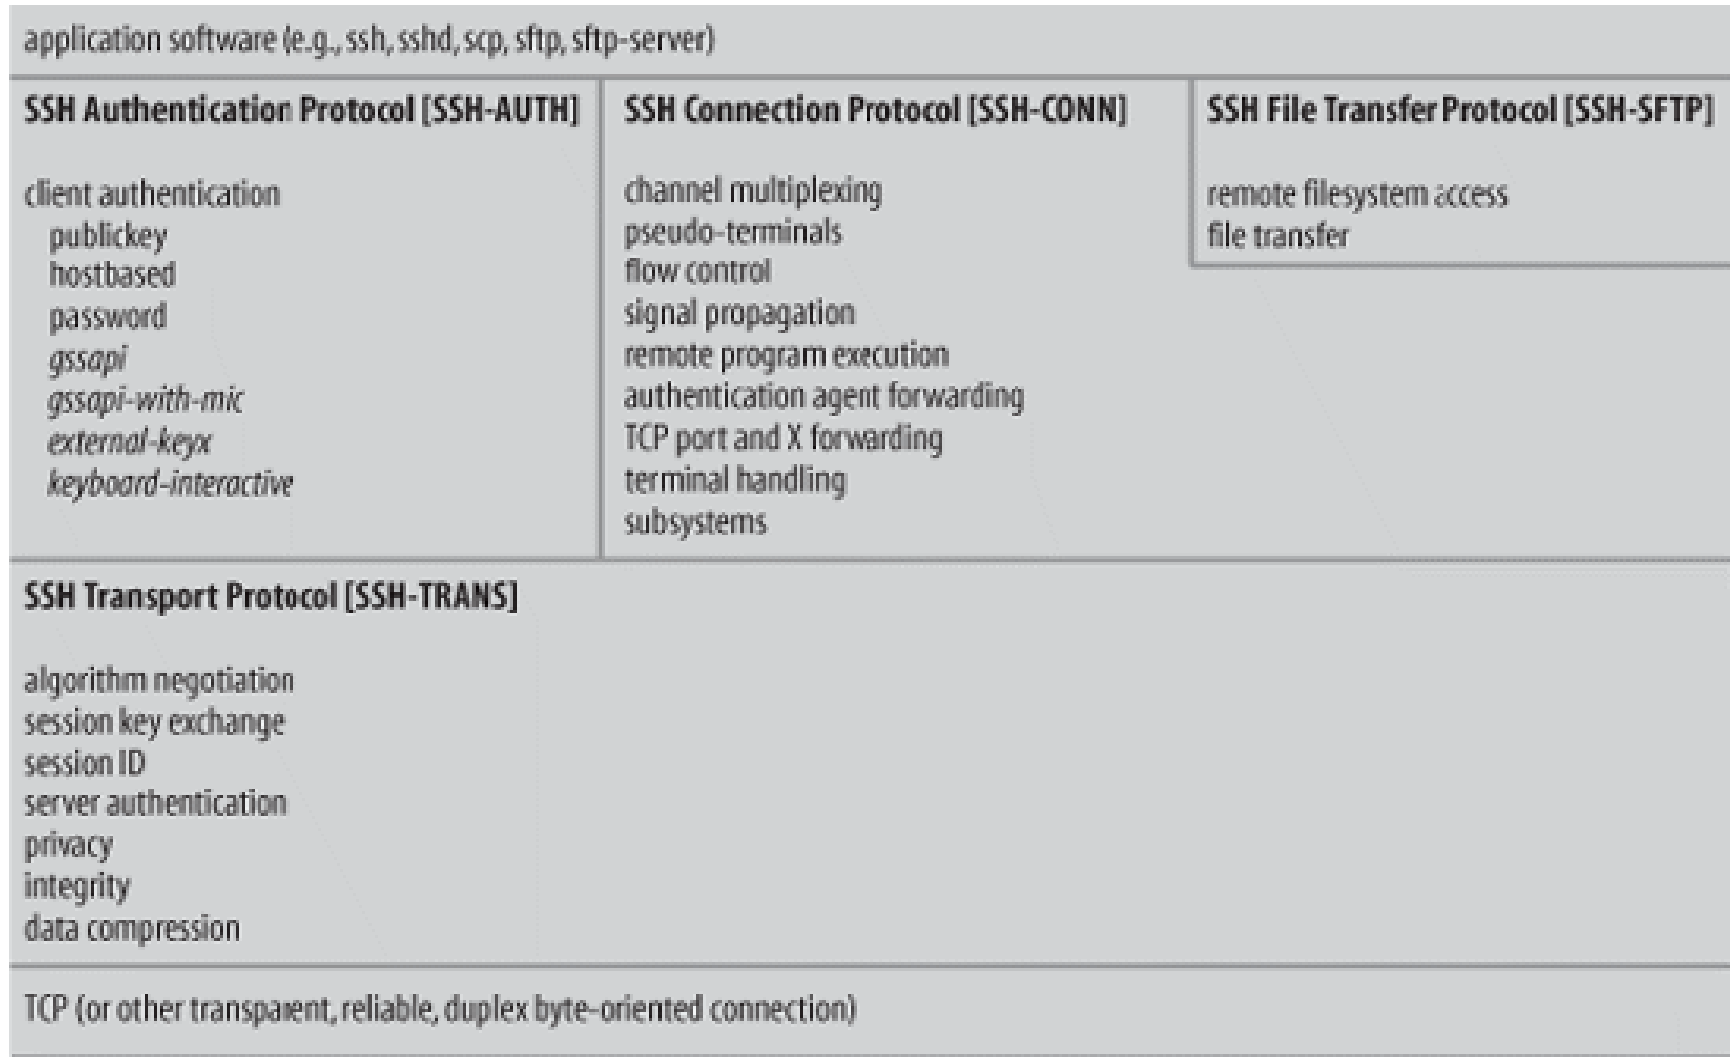 application software (e.g., ssh, sshd, scp, sftp, sftp-server)
SSH Authentication Protocol [SSH-AUTH]
client authentication
publickey
hostbased
password
gssapi
gssapi-with-mic
external-keyx
keyboard-interactive
SSH Connection Protocol [SSH-CONN]
channel multiplexing
pseudo-terminals
flow control
signal propagation
remote program execution
authentication agent forwarding
TCP port and X forwarding
terminal handling
subsystems
SSH File Transfer Protocol [SSH-SFTP]
remote filesystem access
file transfer
SSH Transport Protocol [SSH-TRANS]
algorithm negotiation
session key exchange
session ID
server authentication
privacy
integrity
data compression
TCP (or other transparent, reliable, duplex byte-oriented connection)